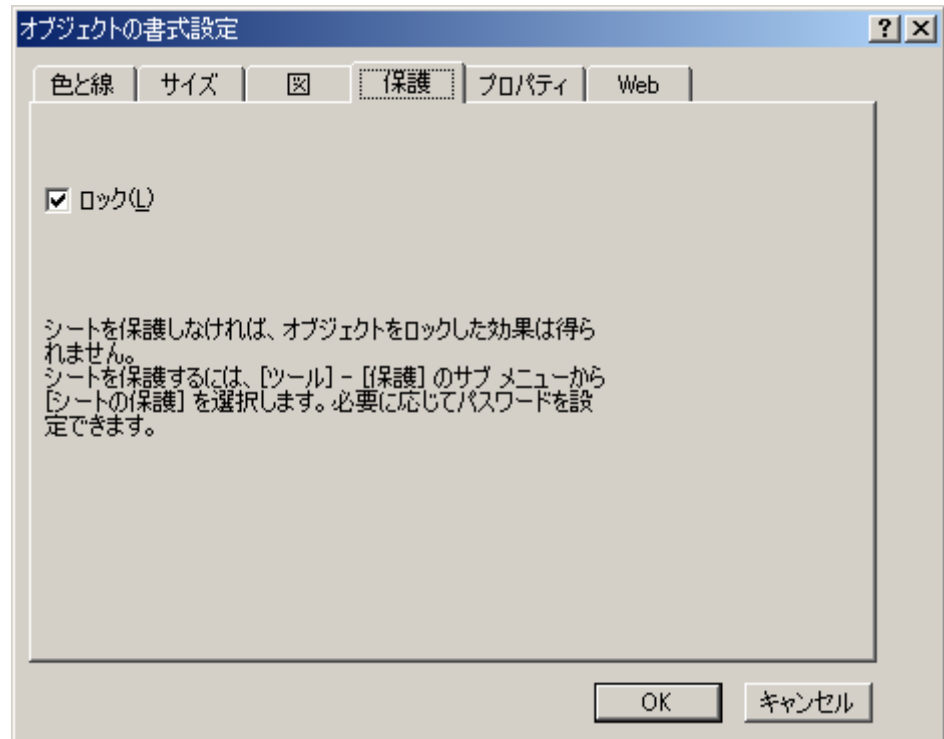 オブジェクトの書式設定
色と線 サイズ 図 保護 プロパティ Web
ロック(L)
シートを保護しなければ、オブジェクトをロックした効果は得ら
れません。
シートを保護するには、[ツール] - [保護] のサブ メニューから
[シートの保護] を選択します。必要に応じてパスワードを設
定できます。
OK キャンセル